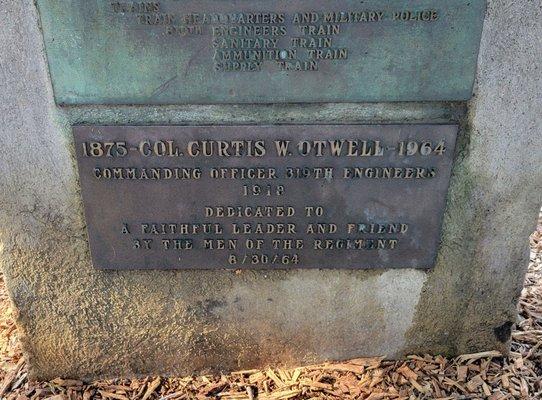 TRAINS
TRAIN HEADQUARTERS AND MILITARY POLICE
ENGINEERS TRAIN
SANITARY TRAIN
AMMUNITION TRAIN
SUPPLY TRAIN
1875-COL. CURTIS W. OTWELL-1964
COMMANDING OFFICER 319TH ENGINEERS
1918
DEDICATED TO
A FAITHFUL LEADER AND FRIEND
BY THE MEN OF THE REGIMENT
8/30/64